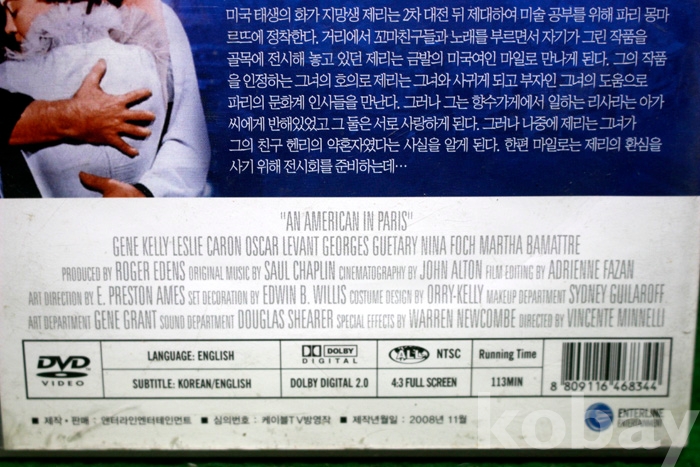 미국 태생의 화가 지망생 제리는 2차 대전 뒤 제대하여 미술 공부를 위해 파리 몽마
르뜨에 정착한다. 거리에서 꼬마친구들과 노래를 부르면서 자기가 그린 작품을
골목에 전시해 놓고 있던 제리는 금발의 미국여인 마일로 만나게 된다. 그의 작품
을 인정하는 그녀의 호의로 제리는 그녀와 사귀게 되고 부자인 그녀의 도움으로
파리의 문화계 인사들을 만난다. 그러나 그는 향수가게에서 일하는 리사라는 아가
씨에게 반해있었고 그 둘은 서로 사랑하게 된다. 그러나 나중에 제리는 그녀가
그의 친구 헨리의 약혼자였다는 사실을 알게 된다. 한편 마일로는 제리의 환심을
사기 위해 전시회를 준비하는데…
"AN AMERICAN IN PARIS"
GENE KELLY·LESLIE CARON OSCAR LEVANT GEORGES GUETARY NINA FOCH MARTHA BAMATTRE
PRODUCED BY ROGER EDENS ORIGINAL MUSIC BY SAUL CHAPLIN CINEMATOGRAPHY BY JOHN ALTON FILM EDITING BY ADRIENNE FAZAN
ART DIRECTION BY E. PRESTON AMES SET DECORATION BY EDWIN B. WILLIS COSTUME DESIGN BY ORRY-KELLY MAKEUP DEPARTMENT SYDNEY GUILAROFF
ART DEPARTMENT GENE GRANT SOUND DEPARTMENT DOUGLAS SHEARER SPECIAL EFFECTS BY WARREN NEWCOMBE DIRECTED BY VINCENTE MINNELLI
DVD VIDEO LANGUAGE: ENGLISH DOLBY DIGITAL ALL NTSC Running Time
SUBTITLE: KOREAN/ENGLISH DOLBY DIGITAL 2.0 4:3 FULL SCREEN 113MIN 8 809116 468344
■ 제작·판매 : 앤터라인엔터테인먼트 ■ 심의번호 : 케이블TV방영작 ■ 제작년월일 : 2008년 11월 ENTERLINE ENTERTAINMENT
kobay